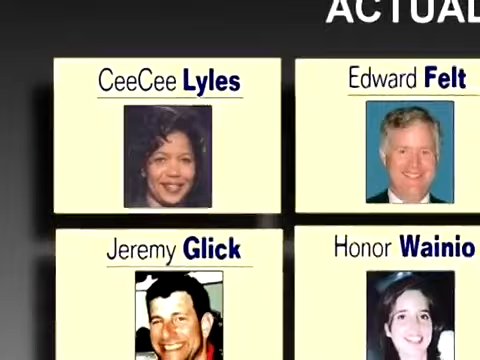 ACTUAL
CeeCee Lyles
Edward Felt
Jeremy Glick
Honor Wainio